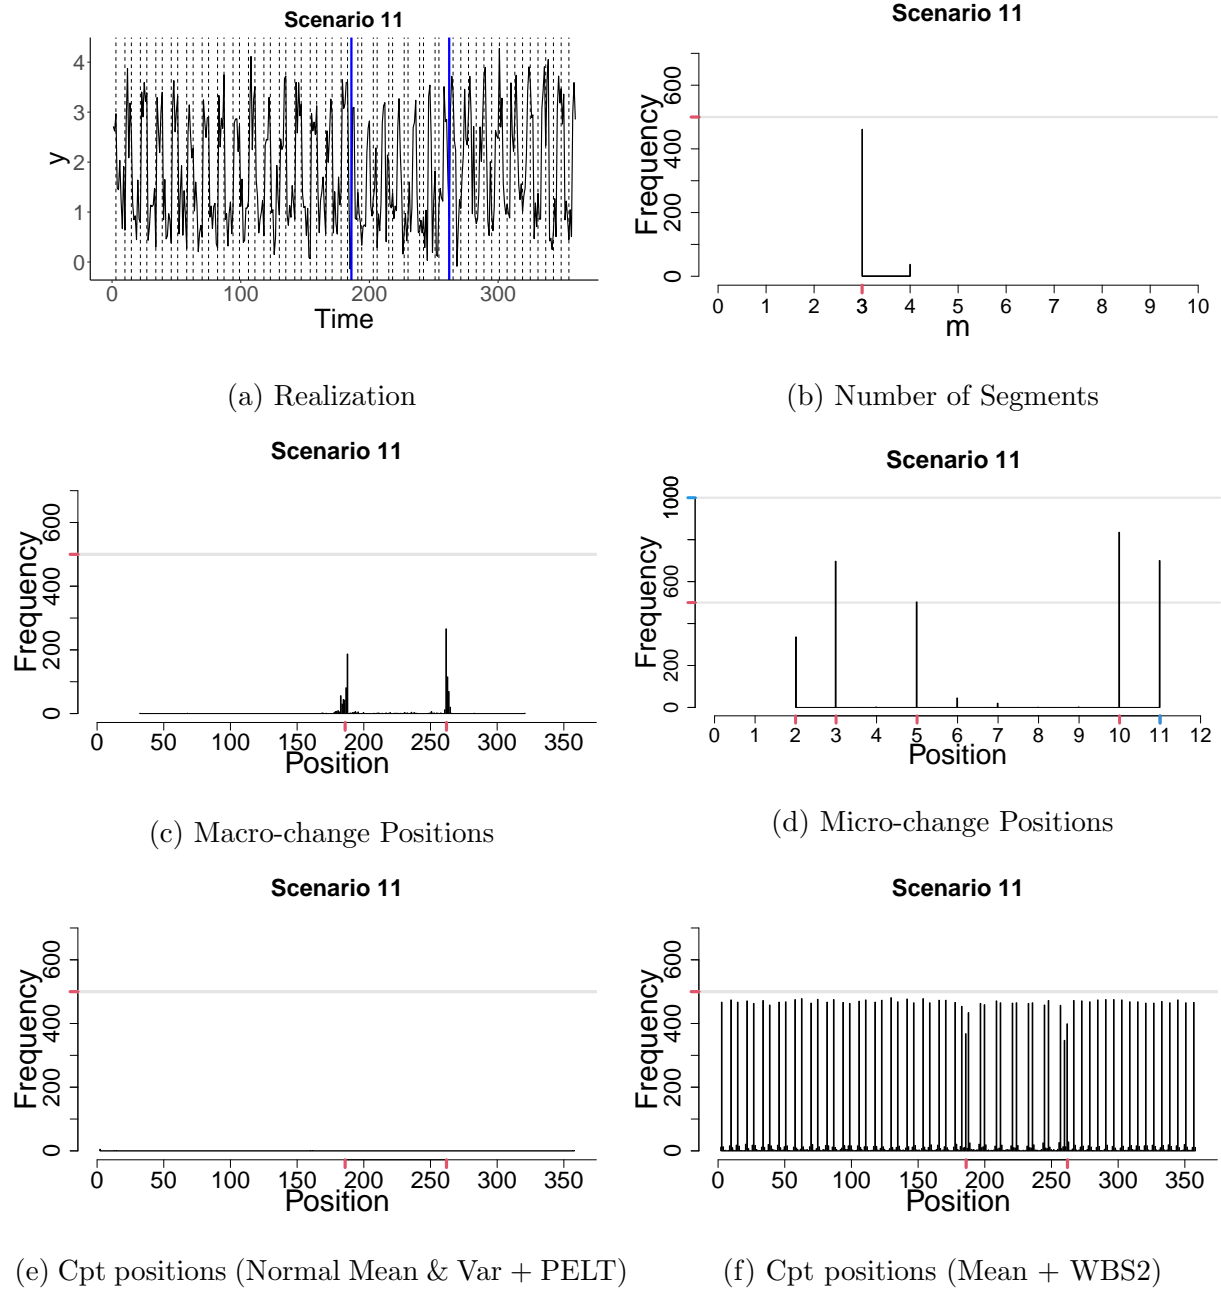 Scenario 11
y
4
3
2
1
0
0 100 200 300
Time
(a) Realization
Scenario 11
Frequency
0 200 400 600
0 1 2 3 4 5 6 7 8 9 10
m
(b) Number of Segments
Scenario 11
Frequency
0 200 400 600
0 50 100 150 200 250 300 350
Position
(c) Macro-change Positions
Scenario 11
Frequency
0 200 600 1000
0 1 2 3 4 5 6 7 8 9 10 11 12
Position
(d) Micro-change Positions
Scenario 11
Frequency
0 200 400 600
0 50 100 150 200 250 300 350
Position
(e) Cpt positions (Normal Mean & Var + PELT)
Scenario 11
Frequency
0 200 400 600
0 50 100 150 200 250 300 350
Position
(f) Cpt positions (Mean + WBS2)